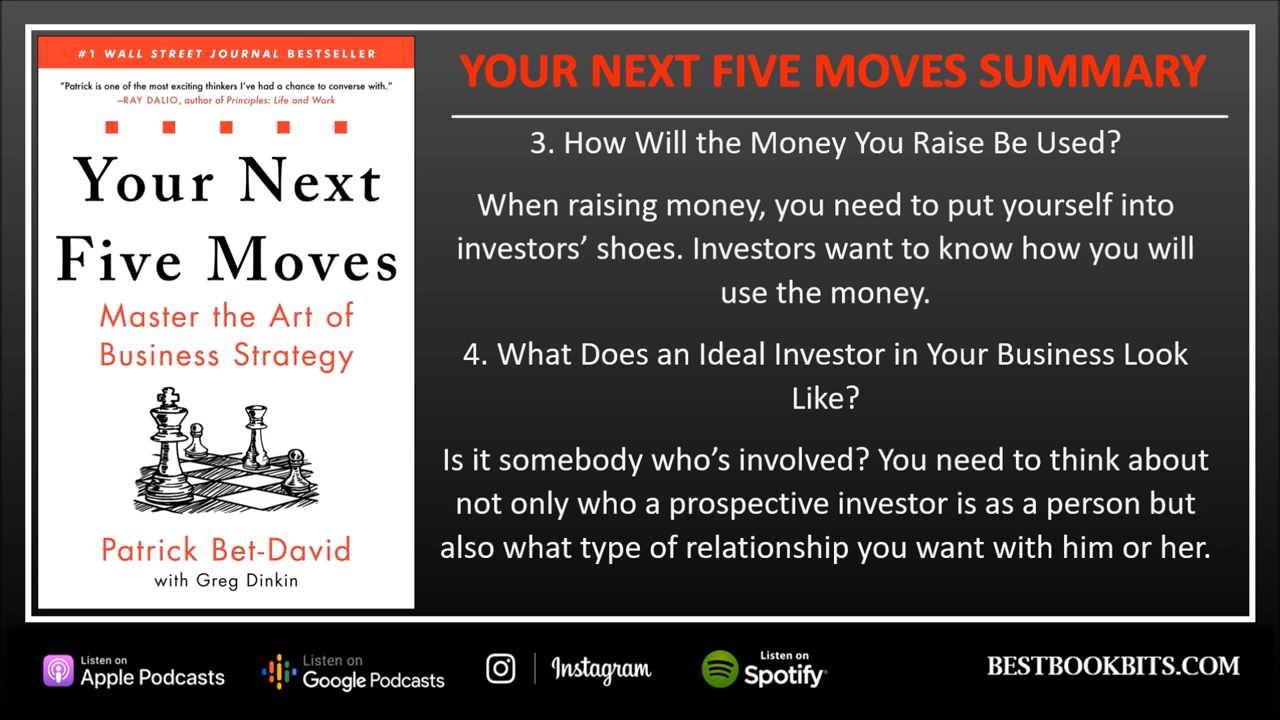 #1 WALL STREET JOURNAL BESTSELLER
“Patrick is one of the most exciting thinkers I’ve had a chance to converse with.”
—RAY DALIO, author of Principles: Life and Work
Your Next
Five Moves
Master the Art of
Business Strategy
Patrick Bet-David
with Greg Dinkin
YOUR NEXT FIVE MOVES SUMMARY
3. How Will the Money You Raise Be Used?
When raising money, you need to put yourself into
investors’ shoes. Investors want to know how you will
use the money.
4. What Does an Ideal Investor in Your Business Look
Like?
Is it somebody who’s involved? You need to think about
not only who a prospective investor is as a person but
also what type of relationship you want with him or her.
Listen on
Apple Podcasts
Listen on
Google Podcasts
Instagram
Listen on
Spotify
BESTBOOKBITS.COM